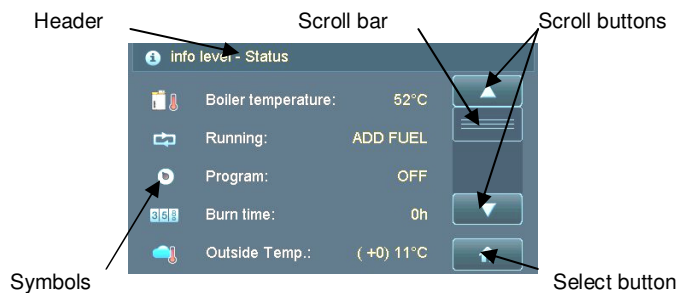 Header Scroll bar Scroll buttons
info level - Status
Boiler temperature: 52°C
Running: ADD FUEL
Program: OFF
358 Burn time: 0h
Outside Temp.: ( +0) 11°C
Symbols Select button